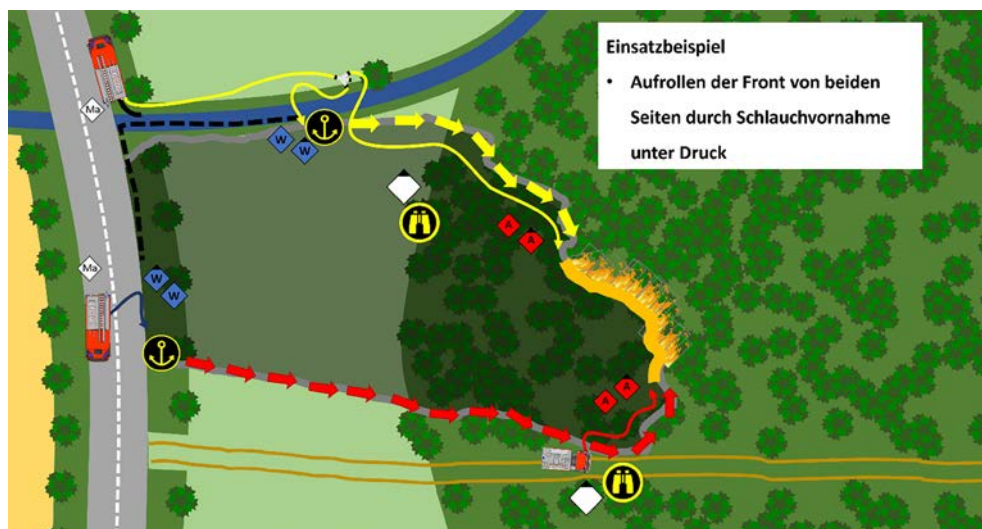 Einsatzbeispiel
• Aufrollen der Front von beiden
Seiten durch Schlauchvornahme
unter Druck
Ma
W
W
A
A
Ma
W
W
A
A